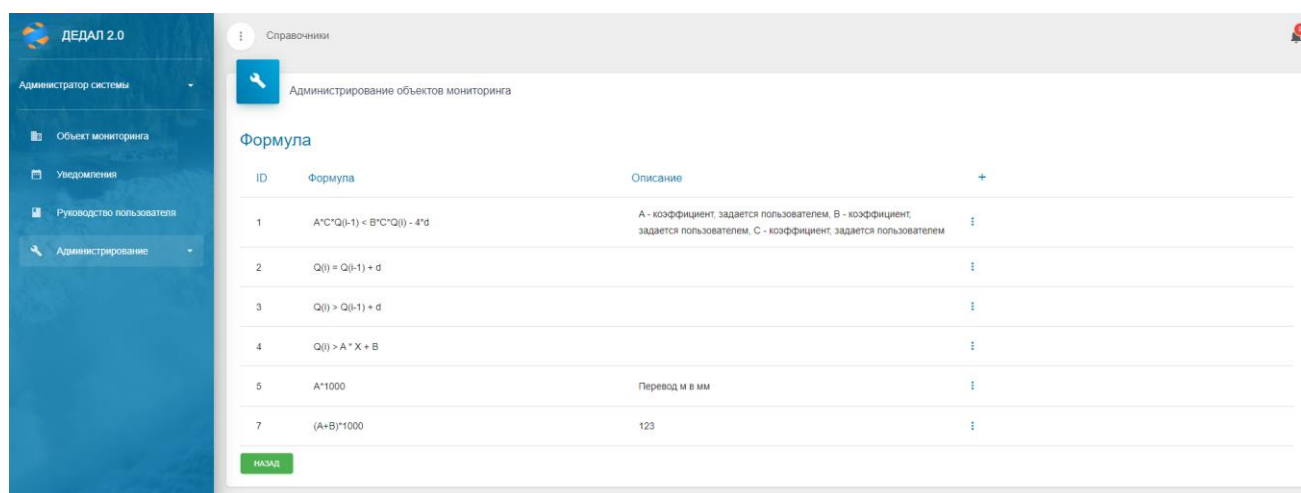 ДЕДАЛ 2.0
Справочники
Администратор системы
Администрирование объектов мониторинга
Объект мониторинга
Уведомления
Руководство пользователя
Администрирование
Формула
ID Формула Описание +
1 A*C*Q(i-1) < B*C*Q(i) - 4*d
А - коэффициент, задается пользователем, В - коэффициент,
задается пользователем, С - коэффициент, задается пользователем
2 Q(i) = Q(i-1) + d
3 Q(i) > Q(i-1) + d
4 Q(i) > A * X + B
5 A*1000 Перевод м в мм
7 (A+B)*1000 123
НАЗАД